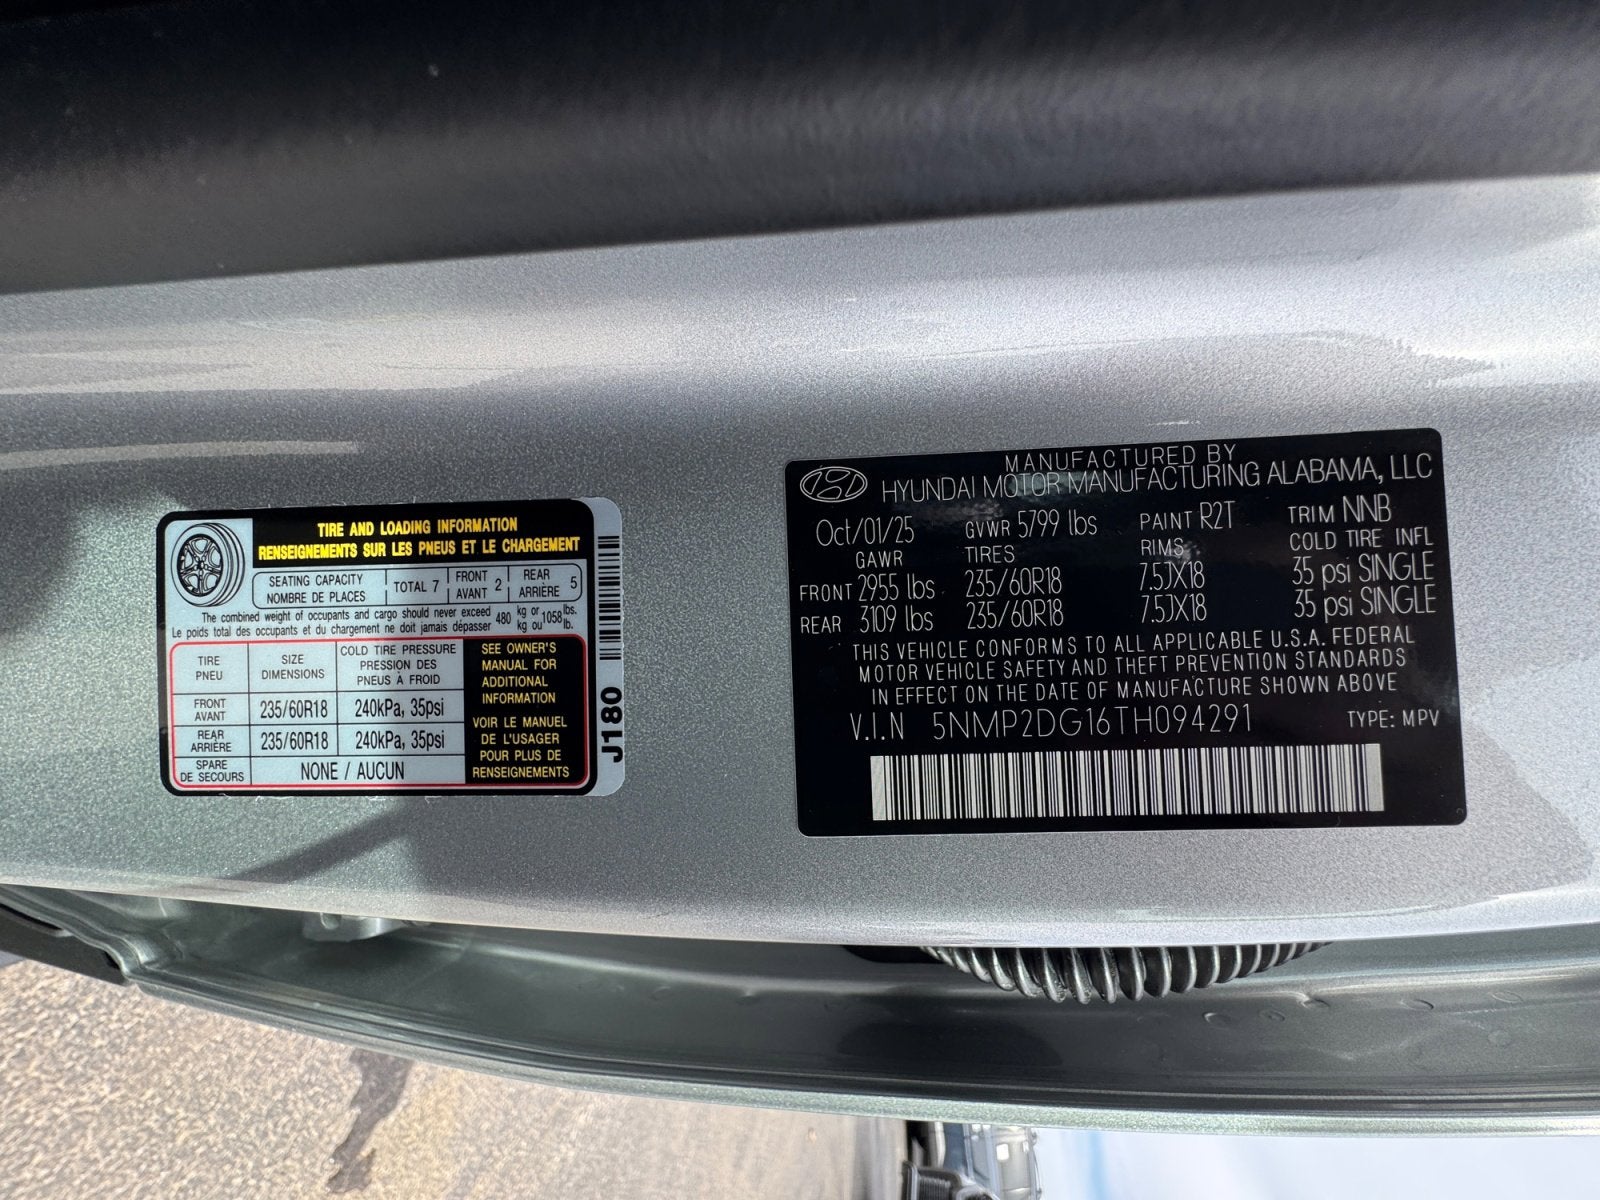 TIRE AND LOADING INFORMATION
RENSEIGNEMENTS SUR LES PNEUS ET LE CHARGEMENT
SEATING CAPACITY
NOMBRE DE PLACES
TOTAL 7
FRONT
AVANT 2
REAR
ARRIÈRE 5
The combined weight of occupants and cargo should never exceed 480 kg or 1058 lbs.
Le poids total des occupants et du chargement ne doit jamais dépasser kg ou lb.
TIRE
PNEU
SIZE
DIMENSIONS
COLD TIRE PRESSURE
PRESSION DES
PNEUS À FROID
FRONT
AVANT
235/60R18
240kPa, 35psi
REAR
ARRIÈRE
235/60R18
240kPa, 35psi
SPARE
DE SECOURS
NONE / AUCUN
SEE OWNER'S
MANUAL FOR
ADDITIONAL
INFORMATION
VOIR LE MANUEL
DE L'USAGER
POUR PLUS DE
RENSEIGNEMENTS
J180
MANUFACTURED BY
HYUNDAI MOTOR MANUFACTURING ALABAMA, LLC
Oct/01/25 GVWR 5799 lbs PAINT R2T TRIM NNB
GAWR TIRES RIMS COLD TIRE INFL
FRONT 2955 lbs 235/60R18 7.5JX18 35 psi SINGLE
REAR 3109 lbs 235/60R18 7.5JX18 35 psi SINGLE
THIS VEHICLE CONFORMS TO ALL APPLICABLE U.S.A. FEDERAL
MOTOR VEHICLE SAFETY AND THEFT PREVENTION STANDARDS
IN EFFECT ON THE DATE OF MANUFACTURE SHOWN ABOVE
V.I.N 5NMP2DG16TH094291 TYPE: MPV